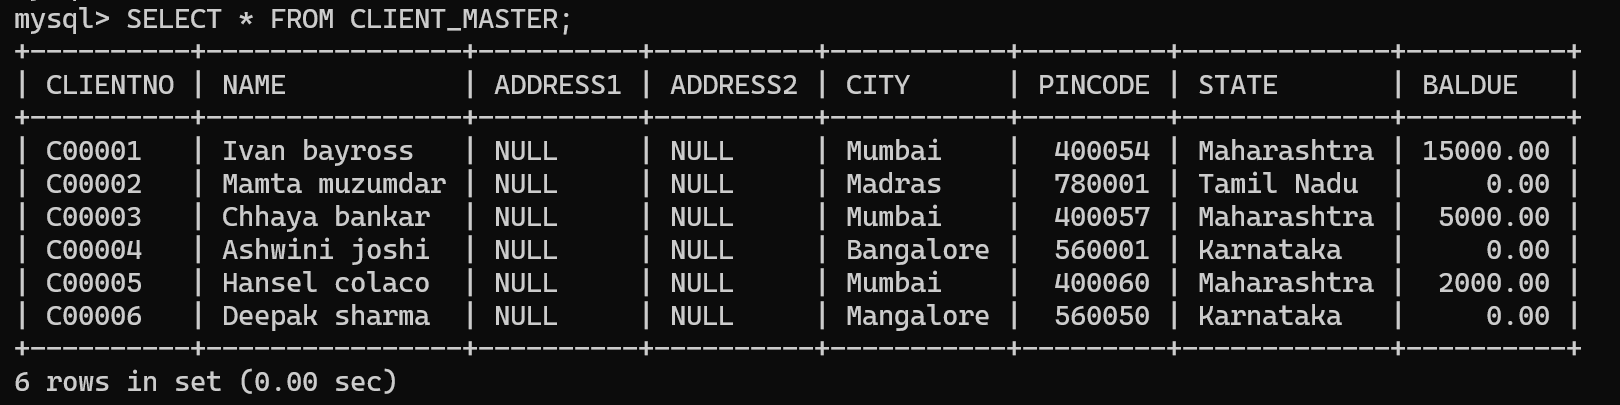 mysql> SELECT * FROM CLIENT_MASTER;
+----------+----------------+----------+----------+-----------+---------+-------------+----------+
| CLIENTNO | NAME           | ADDRESS1 | ADDRESS2 | CITY      | PINCODE | STATE       | BALDUE   |
+----------+----------------+----------+----------+-----------+---------+-------------+----------+
| C00001   | Ivan bayross   | NULL     | NULL     | Mumbai    |  400054 | Maharashtra | 15000.00 |
| C00002   | Mamta muzumdar | NULL     | NULL     | Madras    |  780001 | Tamil Nadu  |     0.00 |
| C00003   | Chhaya bankar  | NULL     | NULL     | Mumbai    |  400057 | Maharashtra |  5000.00 |
| C00004   | Ashwini joshi  | NULL     | NULL     | Bangalore |  560001 | Karnataka   |     0.00 |
| C00005   | Hansel colaco  | NULL     | NULL     | Mumbai    |  400060 | Maharashtra |  2000.00 |
| C00006   | Deepak sharma  | NULL     | NULL     | Mangalore |  560050 | Karnataka   |     0.00 |
+----------+----------------+----------+----------+-----------+---------+-------------+----------+
6 rows in set (0.00 sec)